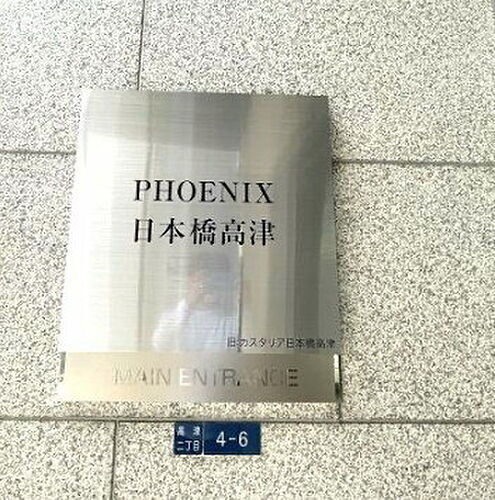 PHOENIX
日本橋高津
旧:カスタリア日本橋高津
MAIN ENTRANCE
高津
二丁目
4-6